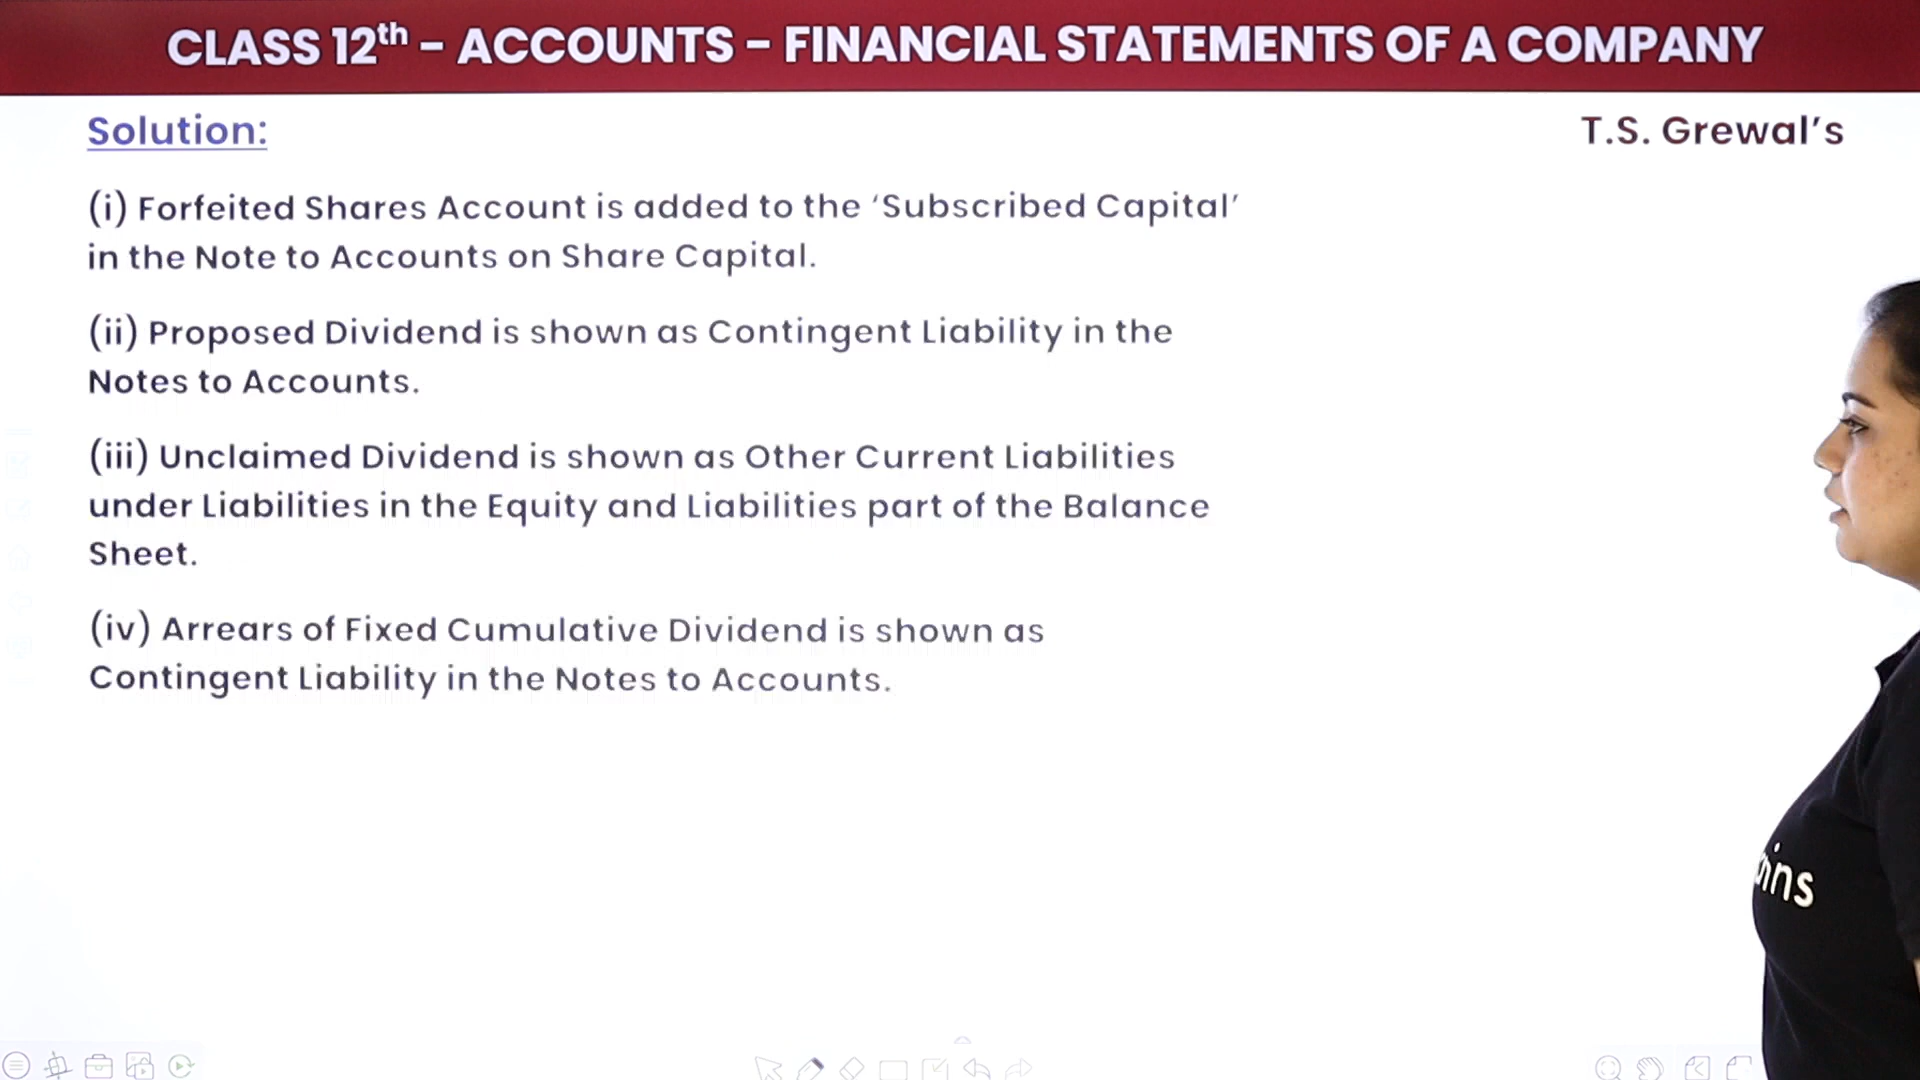 CLASS 12th – ACCOUNTS – FINANCIAL STATEMENTS OF A COMPANY
Solution:
T.S. Grewal’s
(i) Forfeited Shares Account is added to the ‘Subscribed Capital’
in the Note to Accounts on Share Capital.
(ii) Proposed Dividend is shown as Contingent Liability in the
Notes to Accounts.
(iii) Unclaimed Dividend is shown as Other Current Liabilities
under Liabilities in the Equity and Liabilities part of the Balance
Sheet.
(iv) Arrears of Fixed Cumulative Dividend is shown as
Contingent Liability in the Notes to Accounts.